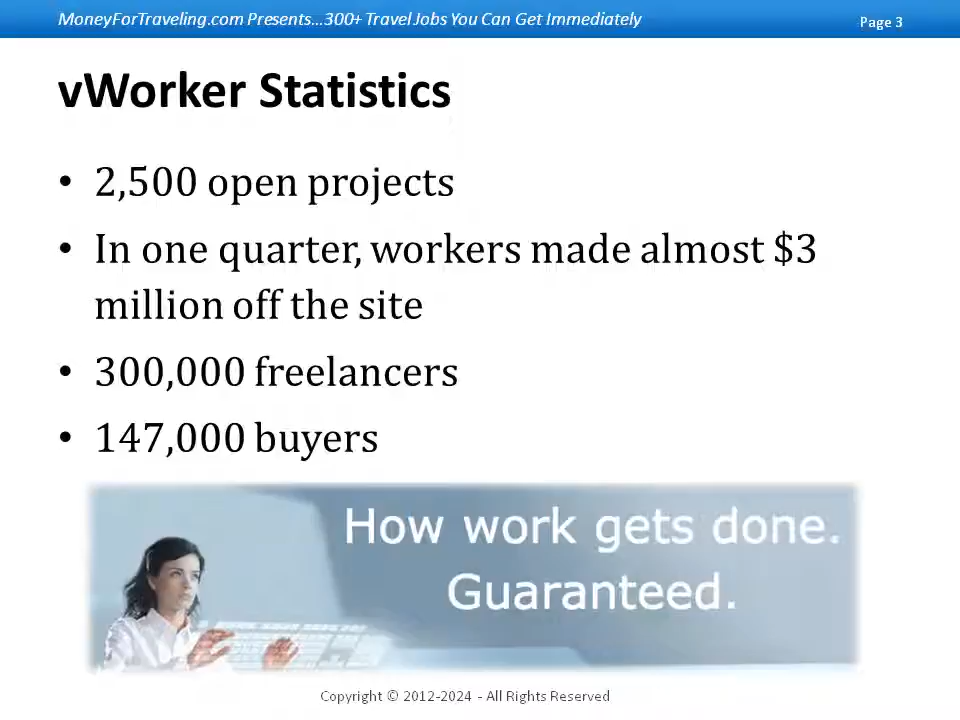 MoneyForTraveling.com Presents...300+ Travel Jobs You Can Get Immediately
Page 3
vWorker Statistics
• 2,500 open projects
• In one quarter, workers made almost $3
million off the site
• 300,000 freelancers
• 147,000 buyers
How work gets done.
Guaranteed.
Copyright © 2012-2024 - All Rights Reserved